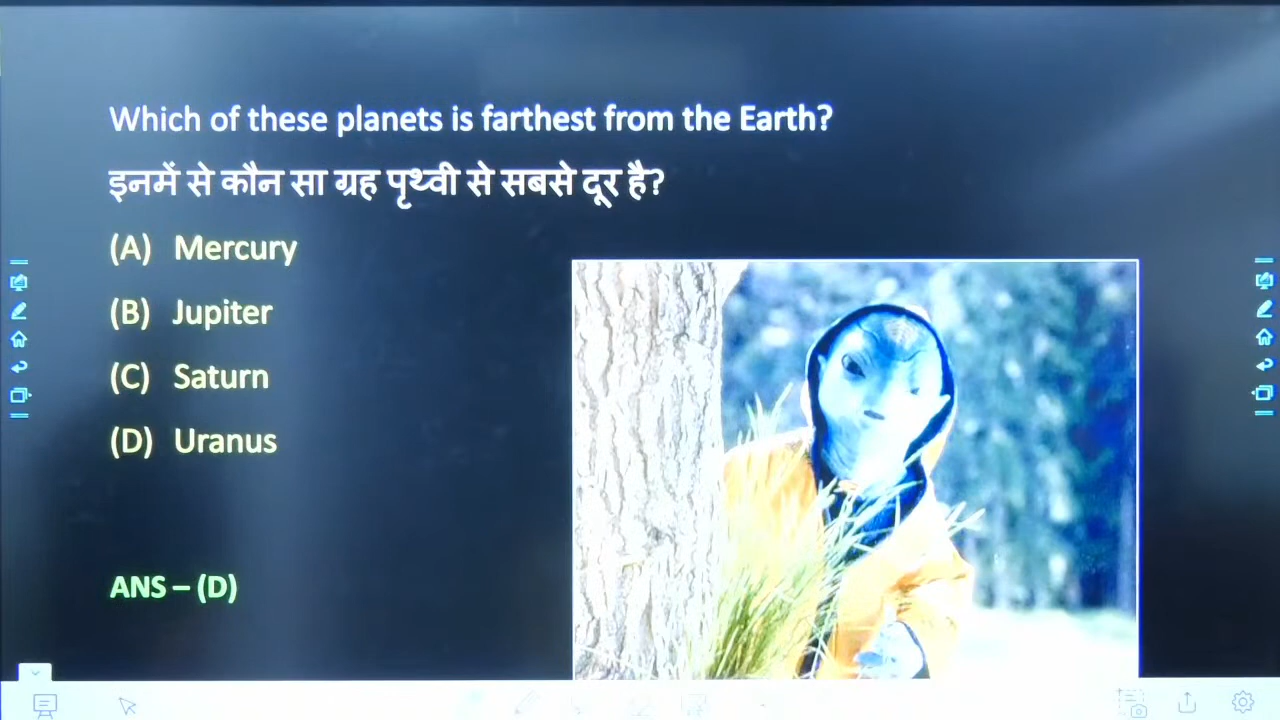 Which of these planets is farthest from the Earth?
इनमें से कौन सा ग्रह पृथ्वी से सबसे दूर है?
(A) Mercury
(B) Jupiter
(C) Saturn
(D) Uranus
ANS – (D)